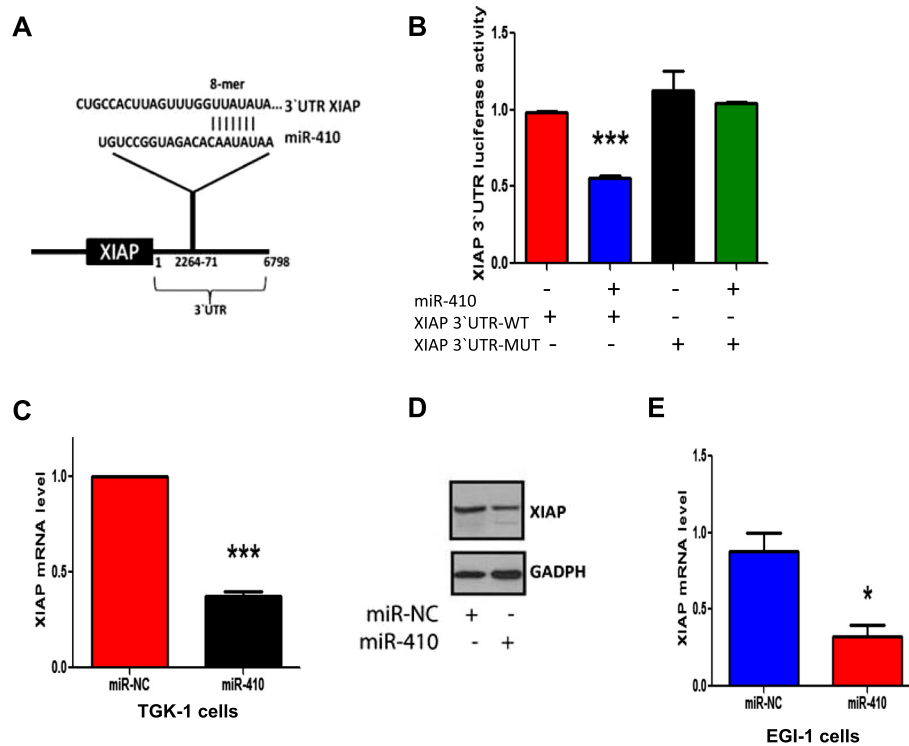 A
8-mer
CUGCCACUUAGUUUGGUUAUAUA... 3`UTR XIAP
UGUCCGGUAGACACAAUAUAA miR-410
XIAP
1 2264-71 6798
3`UTR
B
XIAP 3`UTR luciferase activity
1.5
1.0
0.5
0.0
***
miR-410 - + - +
XIAP 3`UTR-WT + + - -
XIAP 3`UTR-MUT - - + +
C
XIAP mRNA level
1.0
0.5
0.0
***
miR-NC miR-410
TGK-1 cells
D
XIAP
GADPH
miR-NC + -
miR-410 - +
E
XIAP mRNA level
1.5
1.0
0.5
0.0
*
miR-NC miR-410
EGI-1 cells